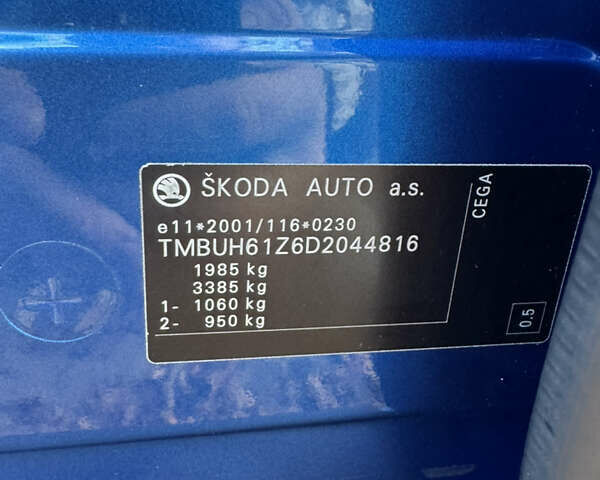 ŠKODA AUTO a.s.
e11*2001/116*0230
TMBUH61Z6D2044816
1985 kg
3385 kg
1- 1060 kg
2- 950 kg
CEGA
0.5